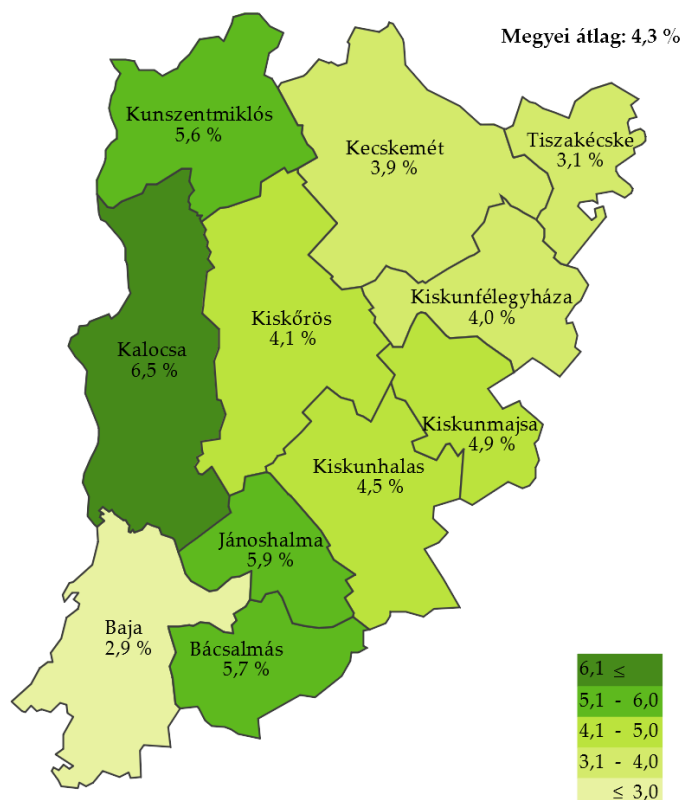 Megyei átlag: 4,3 %
Kunszentmiklós
5,6 %
Kecskemét
3,9 %
Tiszakécske
3,1 %
Kiskunfélegyháza
4,0 %
Kiskőrös
4,1 %
Kalocsa
6,5 %
Kiskunmajsa
4,9 %
Kiskunhalas
4,5 %
Jánoshalma
5,9 %
Baja
2,9 %
Bácsalmás
5,7 %
6,1 ≤
5,1 - 6,0
4,1 - 5,0
3,1 - 4,0
≤ 3,0